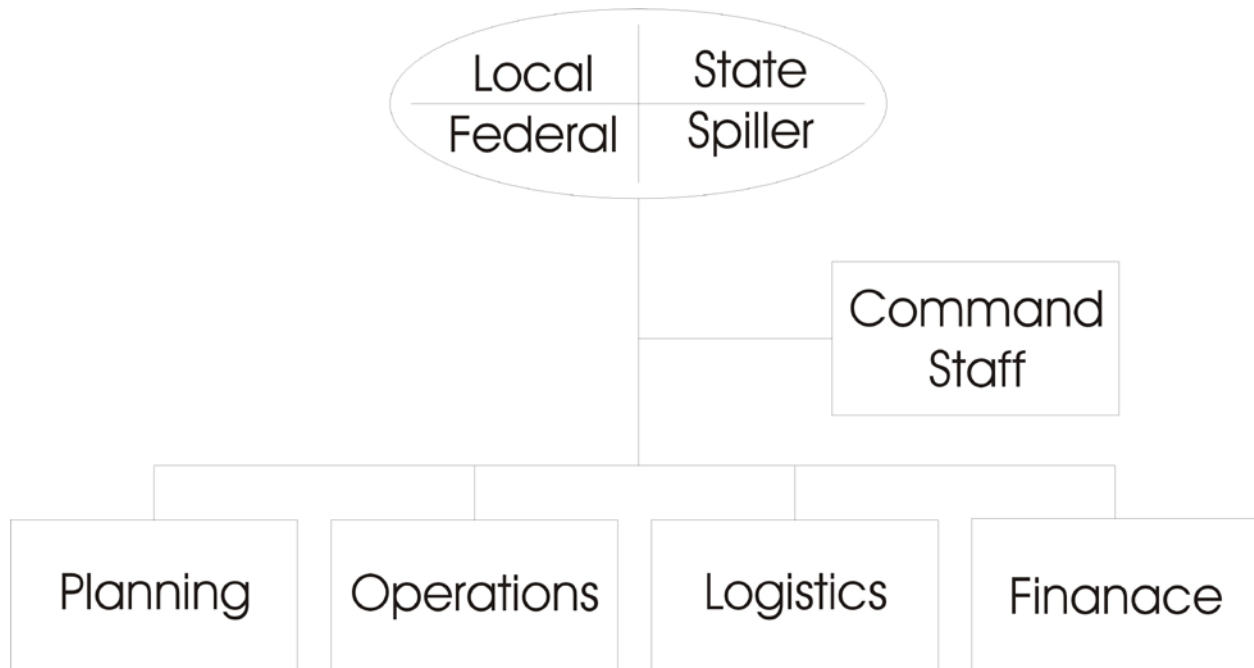 Local
State
Federal
Spiller
Command
Staff
Planning
Operations
Logistics
Finanace